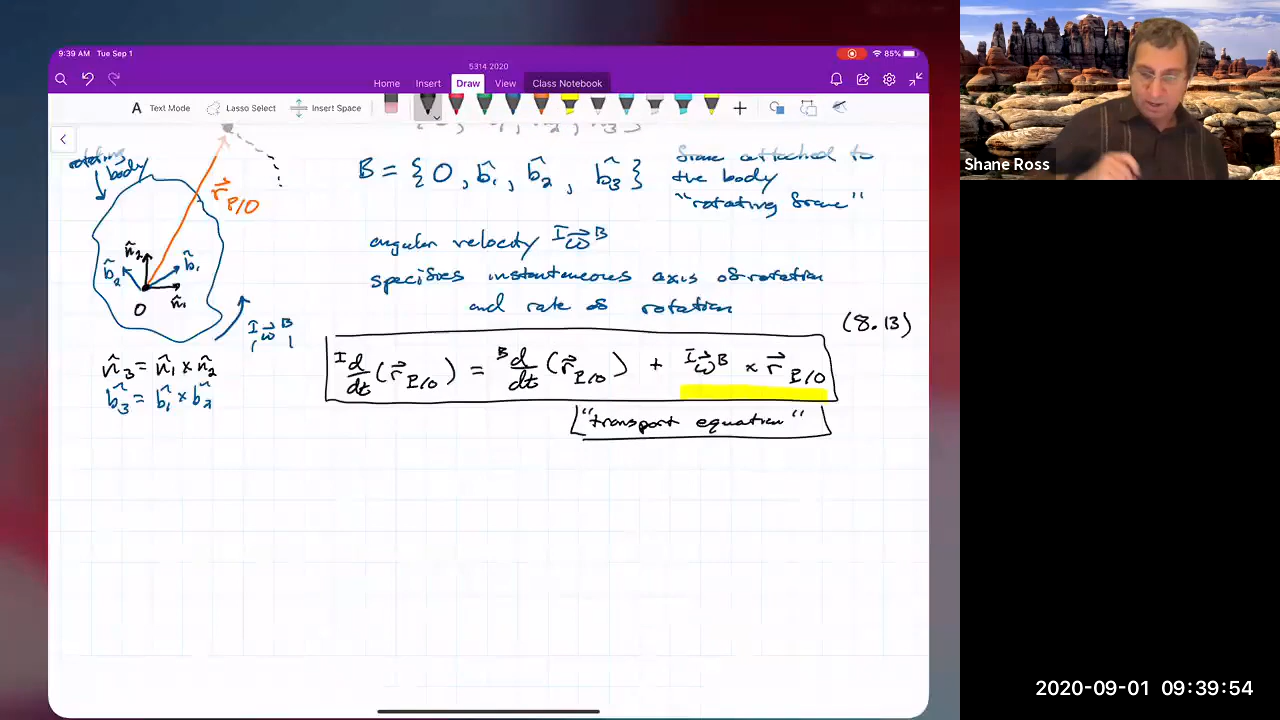 9:39 AM Tue Sep 1
85%
5314 2020
Home Insert Draw View Class Notebook
Text Mode Lasso Select Insert Space
Shane Ross
rotating
body
B = {O, b̂₁, b̂₂, b̂₃}
frame attached to
the body
"rotating frame"
r⃗ P/O
angular velocity ᴵω⃗ᴮ
specifies instantaneous axis of rotation
and rate of rotation
n̂₂
b̂₂
b̂₁
n̂₁
O
ᴵω⃗ᴮ
(8.13)
ᴵd/dt (r⃗ P/O) = ᴮd/dt (r⃗ P/O) + ᴵω⃗ᴮ × r⃗ P/O
"transport equation"
n̂₃ = n̂₁ × n̂₂
b̂₃ = b̂₁ × b̂₂
2020-09-01 09:39:54